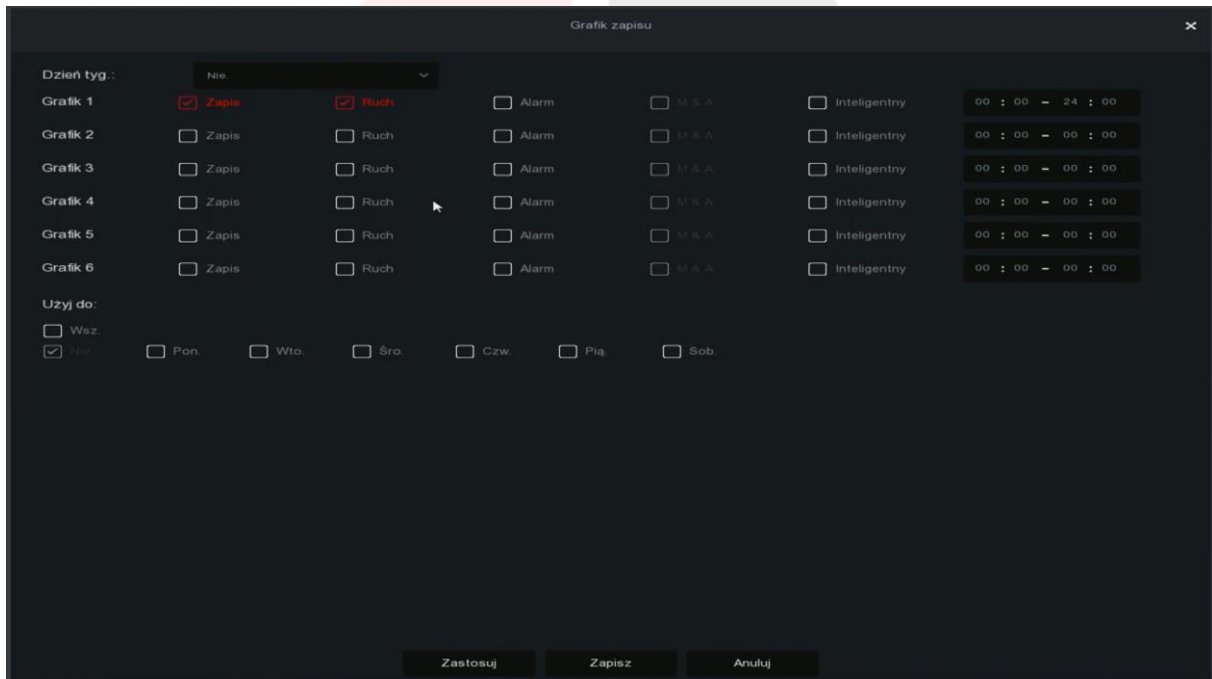 Grafik zapisu
Dzień tyg.: Nie.
Grafik 1 Zapis Ruch Alarm M & A Inteligentny 00 : 00 - 24 : 00
Grafik 2 Zapis Ruch Alarm M & A Inteligentny 00 : 00 - 00 : 00
Grafik 3 Zapis Ruch Alarm M & A Inteligentny 00 : 00 - 00 : 00
Grafik 4 Zapis Ruch Alarm M & A Inteligentny 00 : 00 - 00 : 00
Grafik 5 Zapis Ruch Alarm M & A Inteligentny 00 : 00 - 00 : 00
Grafik 6 Zapis Ruch Alarm M & A Inteligentny 00 : 00 - 00 : 00
Użyj do:
Wsz.
Nie. Pon. Wto. Śro. Czw. Pią. Sob.
Zastosuj Zapisz Anuluj